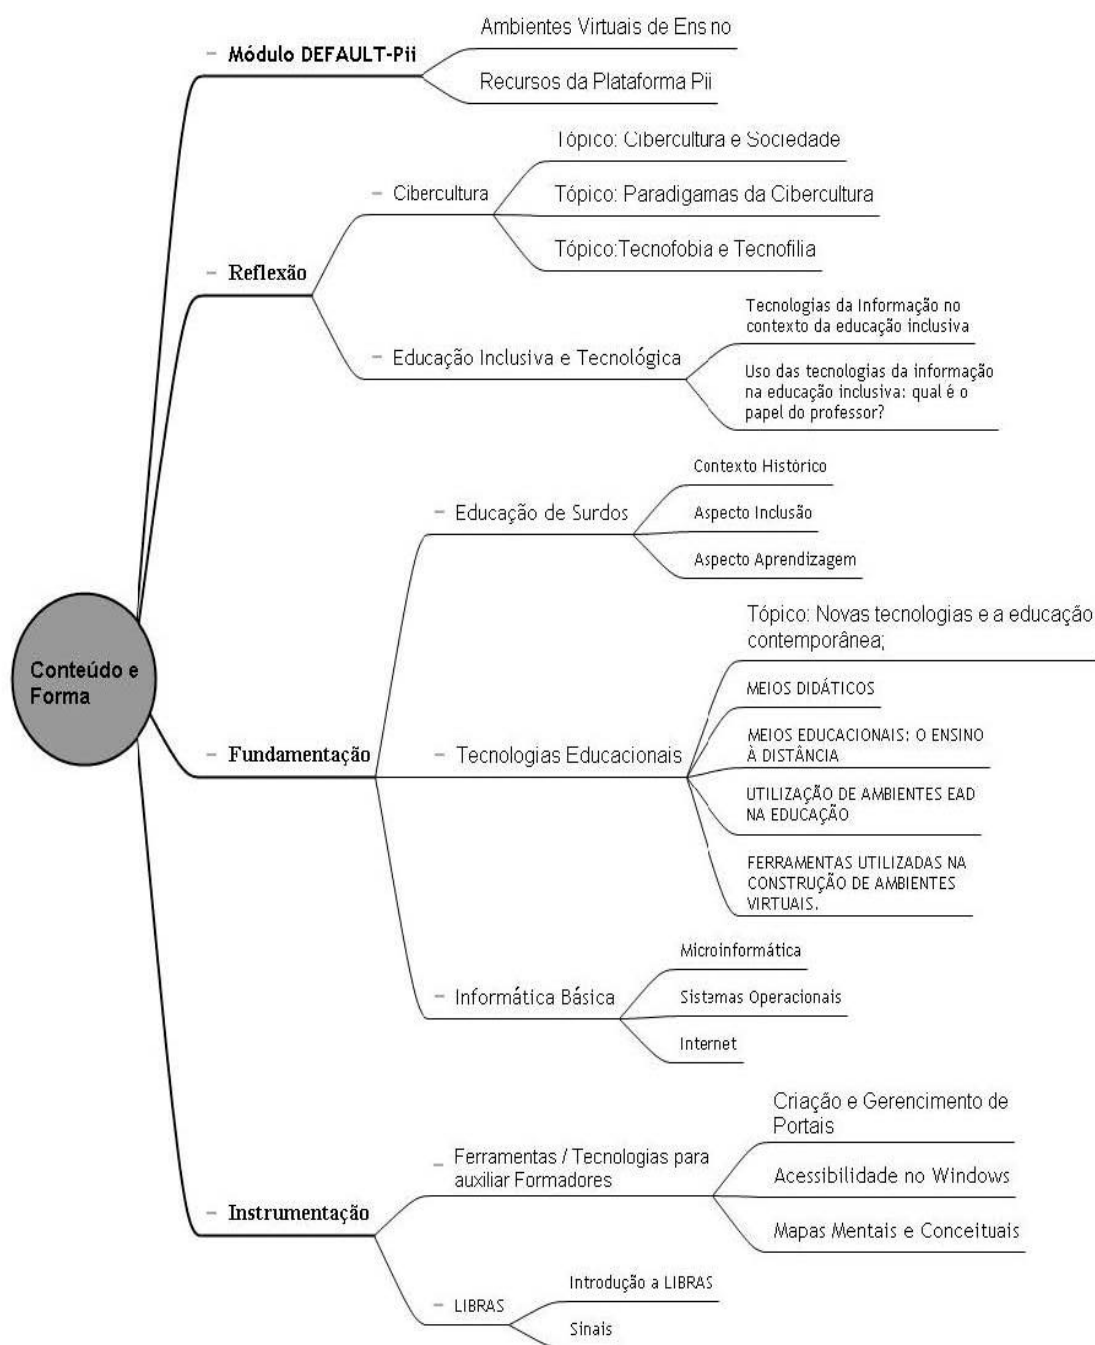 Módulo DEFAULT-Pii
Ambientes Virtuais de Ensino
Recursos da Plataforma Pii
Reflexão
Cibercultura
Tópico: Cibercultura e Sociedade
Tópico: Paradigamas da Cibercultura
Tópico:Tecnofobia e Tecnofilia
Educação Inclusiva e Tecnológica
Tecnologias da Informação no
contexto da educação inclusiva
Uso das tecnologias da informação
na educação inclusiva: qual é o
papel do professor?
Conteúdo e
Forma
Fundamentação
Educação de Surdos
Contexto Histórico
Aspecto Inclusão
Aspecto Aprendizagem
Tecnologias Educacionais
Tópico: Novas tecnologias e a educação
contemporânea;
MEIOS DIDÁTICOS
MEIOS EDUCACIONAIS: O ENSINO
À DISTÂNCIA
UTILIZAÇÃO DE AMBIENTES EAD
NA EDUCAÇÃO
FERRAMENTAS UTILIZADAS NA
CONSTRUÇÃO DE AMBIENTES
VIRTUAIS.
Informática Básica
Microinformática
Sistemas Operacionais
Internet
Instrumentação
Ferramentas / Tecnologias para
auxiliar Formadores
Criação e Gerencimento de
Portais
Acessibilidade no Windows
Mapas Mentais e Conceituais
LIBRAS
Introdução a LIBRAS
Sinais